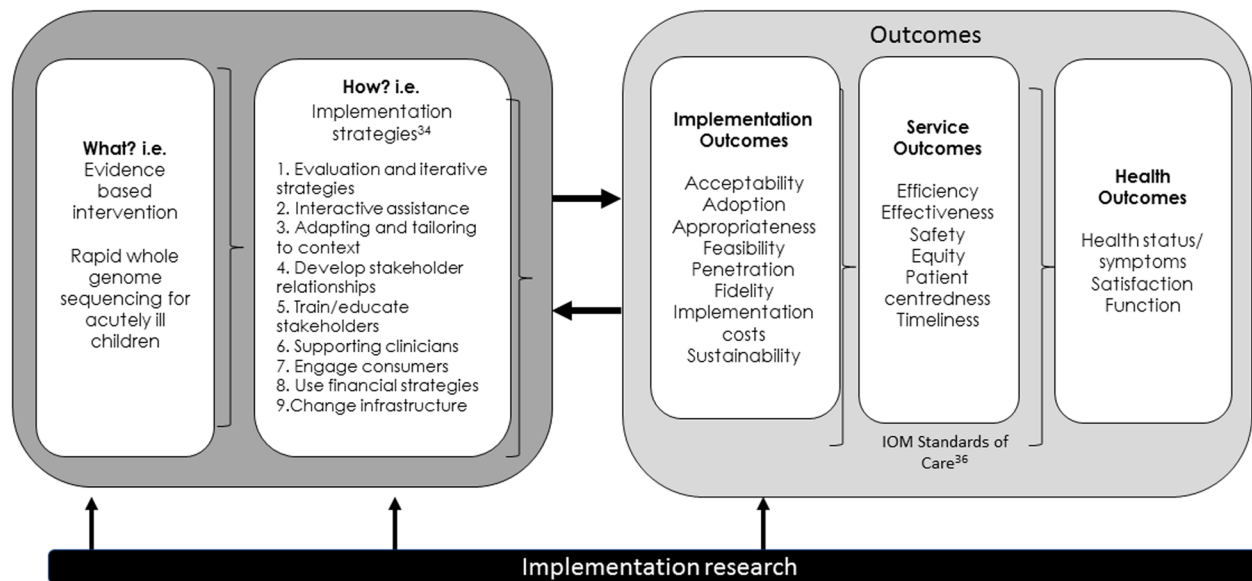 What? i.e.
Evidence
based
intervention
Rapid whole
genome
sequencing for
acutely ill
children
How? i.e.
Implementation
strategies34
1. Evaluation and iterative
strategies
2. Interactive assistance
3. Adapting and tailoring
to context
4. Develop stakeholder
relationships
5. Train/educate
stakeholders
6. Supporting clinicians
7. Engage consumers
8. Use financial strategies
9.Change infrastructure
Outcomes
Implementation
Outcomes
Acceptability
Adoption
Appropriateness
Feasibility
Penetration
Fidelity
Implementation
costs
Sustainability
Service
Outcomes
Efficiency
Effectiveness
Safety
Equity
Patient
centredness
Timeliness
IOM Standards of
Care36
Health
Outcomes
Health status/
symptoms
Satisfaction
Function
Implementation research